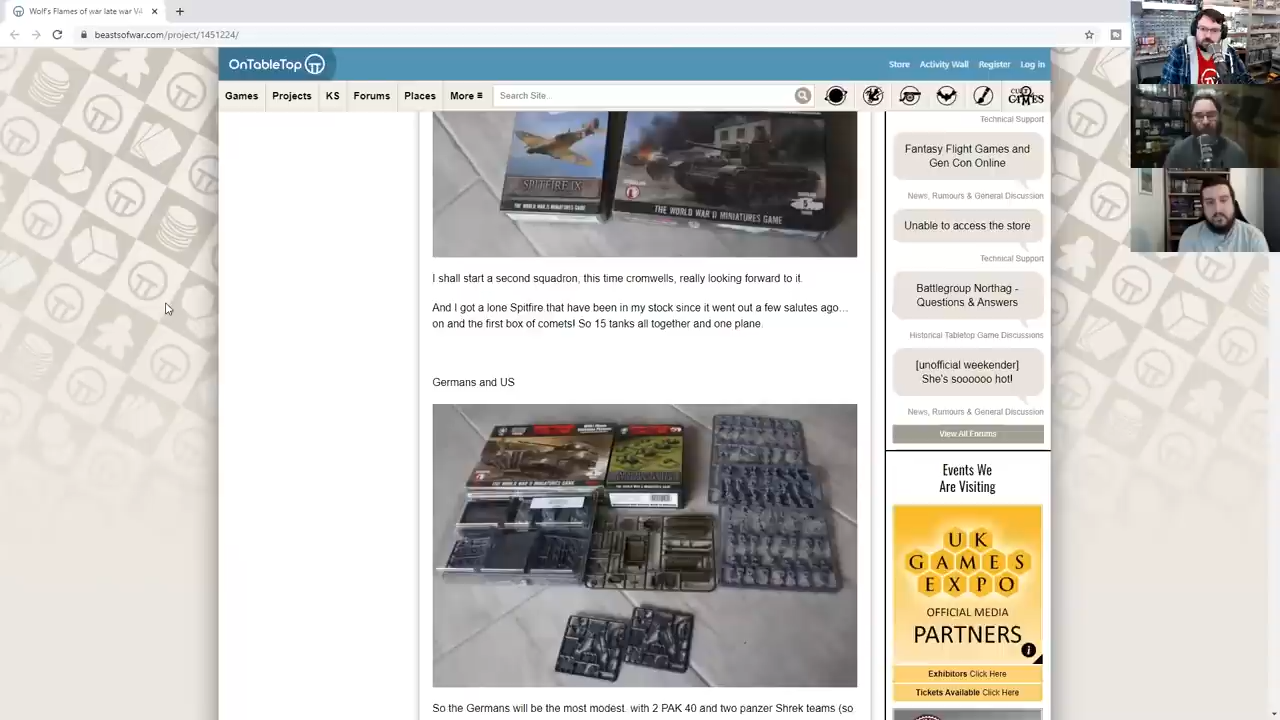 Wolf's Flames of war late war V4
beastsofwar.com/project/1451224/
OnTableTop
Store Activity Wall Register Log in
Games Projects KS Forums Places More Search Site...
GAMES
Technical Support
Fantasy Flight Games and
Gen Con Online
News, Rumours & General Discussion
Unable to access the store
Technical Support
Battlegroup Northag -
Questions & Answers
Historical Tabletop Game Discussions
[unofficial weekender]
She's soooooo hot!
News, Rumours & General Discussion
View All Forums
Events We
Are Visiting
UK
GAMES
EXPO
OFFICIAL MEDIA
PARTNERS
Exhibitors Click Here
Tickets Available Click Here
SPITFIRE IX
THE WORLD WAR II MINIATURES GAME
5
THE WORLD WAR II MINIATURES GAME
I shall start a second squadron, this time cromwells, really looking forward to it.
And I got a lone Spitfire that have been in my stock since it went out a few salutes ago…
on and the first box of comets! So 15 tanks all together and one plane.
Germans and US
So the Germans will be the most modest, with 2 PAK 40 and two panzer Shrek teams (so